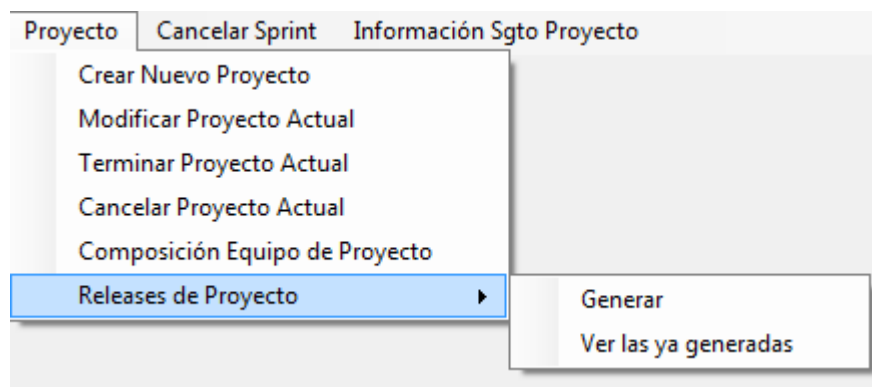 Proyecto Cancelar Sprint Información Sgto Proyecto
Crear Nuevo Proyecto
Modificar Proyecto Actual
Terminar Proyecto Actual
Cancelar Proyecto Actual
Composición Equipo de Proyecto
Releases de Proyecto
Generar
Ver las ya generadas